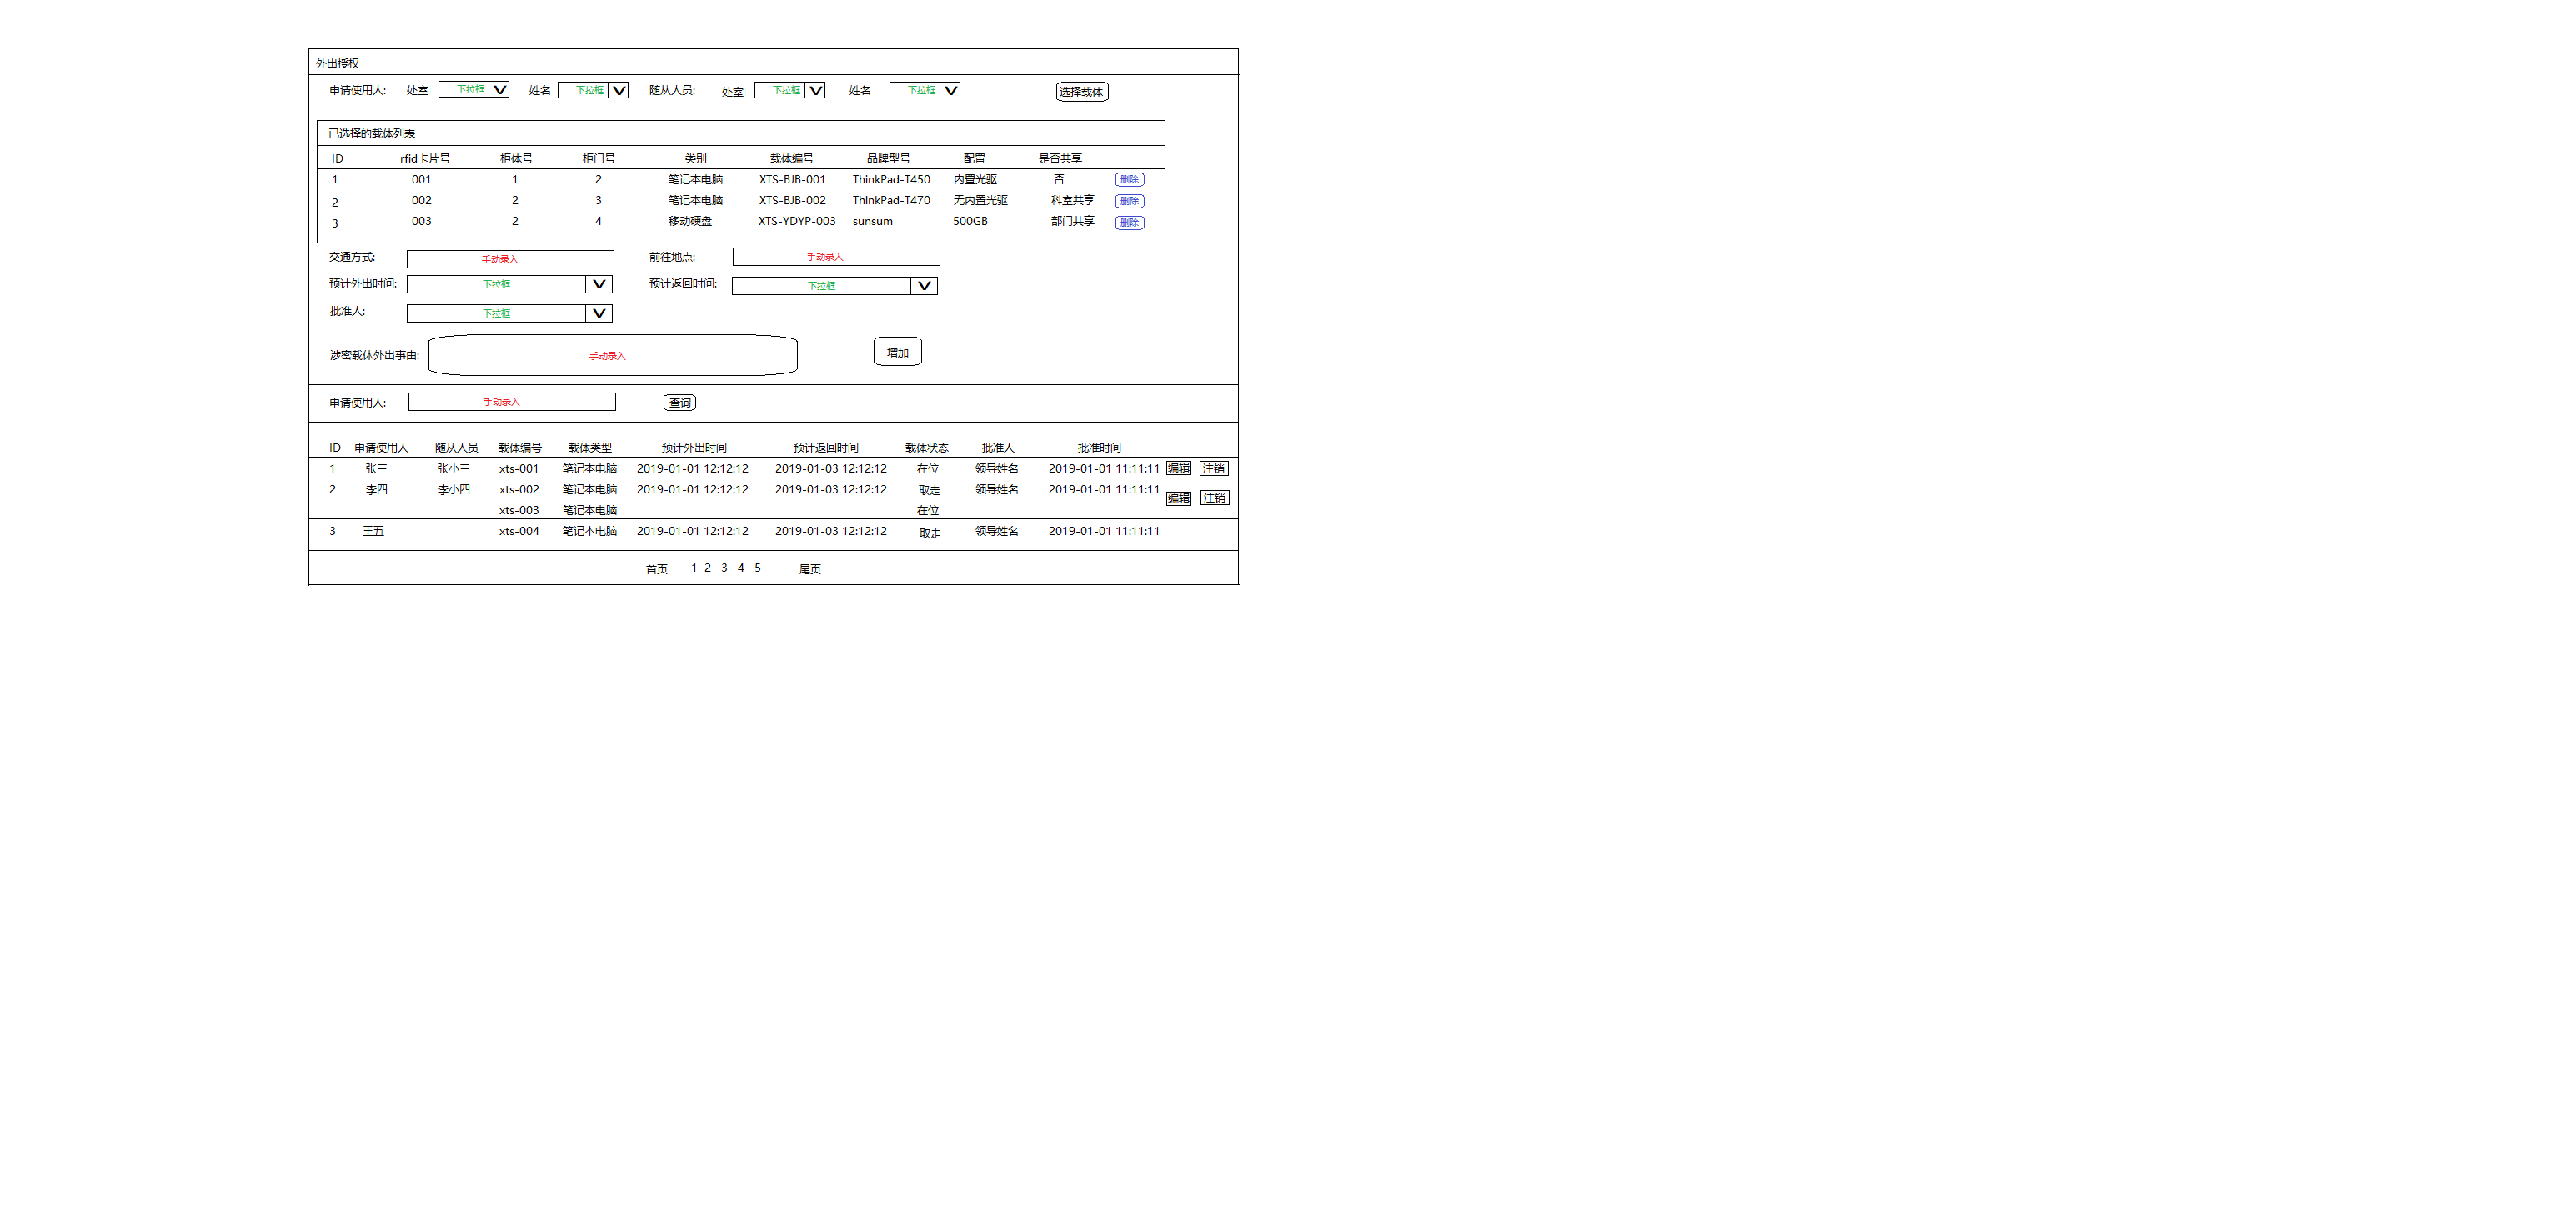 外出授权
申请使用人: 处室 下拉框 V 姓名 下拉框 V 随从人员: 处室 下拉框 V 姓名 下拉框 V 选择载体
已选择的载体列表
ID rfid卡片号 柜体号 柜门号 类别 载体编号 品牌型号 配置 是否共享
1 001 1 2 笔记本电脑 XTS-BJB-001 ThinkPad-T450 内置光驱 否 删除
2 002 2 3 笔记本电脑 XTS-BJB-002 ThinkPad-T470 无内置光驱 科室共享 删除
3 003 2 4 移动硬盘 XTS-YDYP-003 sunsum 500GB 部门共享 删除
交通方式: 手动录入 前往地点: 手动录入
预计外出时间: 下拉框 V 预计返回时间: 下拉框 V
批准人: 下拉框 V
涉密载体外出事由: 手动录入 增加
申请使用人: 手动录入 查询
ID 申请使用人 随从人员 载体编号 载体类型 预计外出时间 预计返回时间 载体状态 批准人 批准时间
1 张三 张小三 xts-001 笔记本电脑 2019-01-01 12:12:12 2019-01-03 12:12:12 在位 领导姓名 2019-01-01 11:11:11 编辑 注销
2 李四 李小四 xts-002 笔记本电脑 2019-01-01 12:12:12 2019-01-03 12:12:12 取走 领导姓名 2019-01-01 11:11:11 编辑 注销
xts-003 笔记本电脑 在位
3 王五 xts-004 笔记本电脑 2019-01-01 12:12:12 2019-01-03 12:12:12 取走 领导姓名 2019-01-01 11:11:11
首页 1 2 3 4 5 尾页